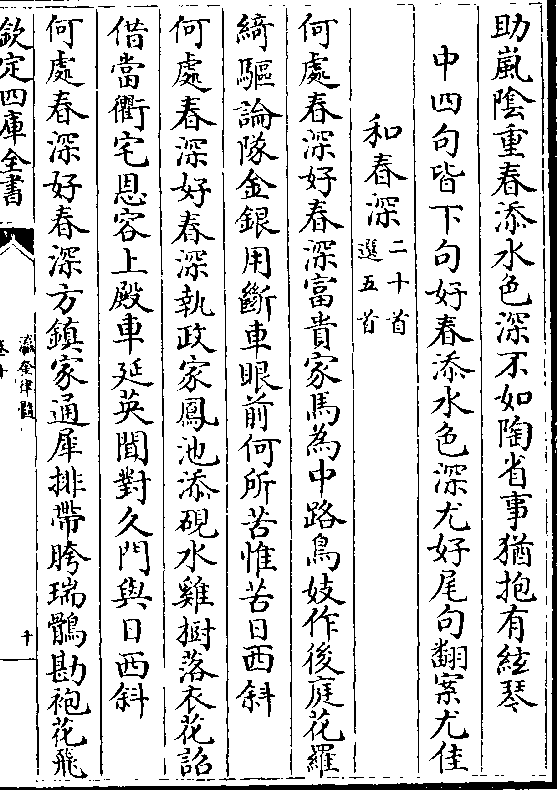 助嵐陰重春添水色深不如陶省事猶抱有絃琴
中四句皆下句好春添水色深尤好尾句翻案尤佳
和春深二十首選五首
何處春深好春深富貴家馬為中路鳥妓作後庭花羅
綺驅論隊金銀用斷車眼前何所苦惟苦日西斜
何處春深好春深執政家鳳池添硯水雞樹落衣花詔
借當衢宅恩容上殿車延英閒對久門與日西斜
何處春深好春深方鎮家通犀排帶胯瑞鶻勘袍花飛
欽定四庫全書
瀛奎律髓
卷十
十